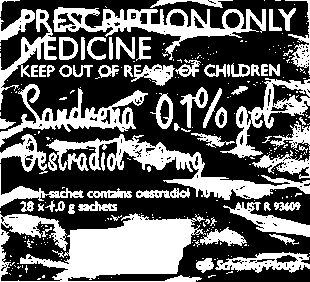 PRESCRIPTION ONLY
MEDICINE
KEEP OUT OF REACH OF CHILDREN
Sandrena® 0.1% gel
Oestradiol 1.0 mg
sachet contains oestradiol 1.0 mg
28 x 1.0 g sachets
AUST R 93609
Schering-Plough